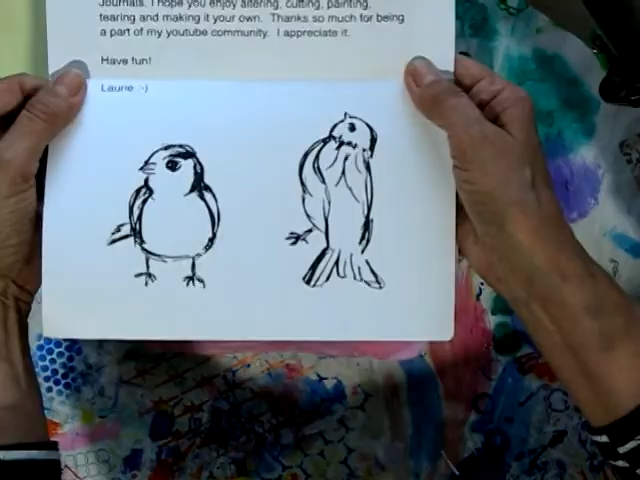 Journals. I hope you enjoy altering, cutting, painting,
tearing and making it your own. Thanks so much for being
a part of my youtube community. I appreciate it.
Have fun!
Laurie :-)